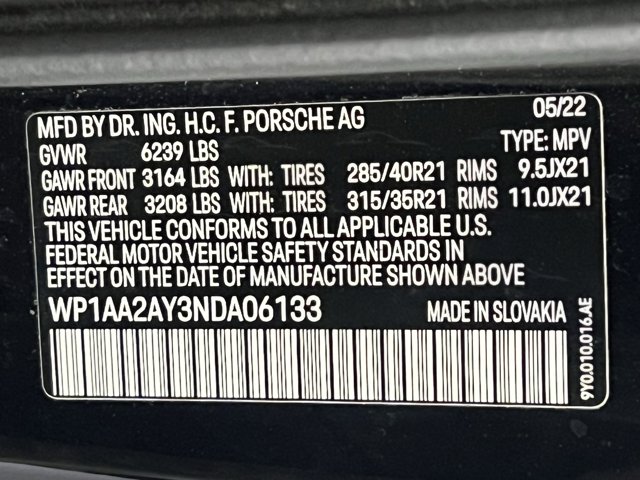 MFD BY DR. ING. H.C. F. PORSCHE AG 05/22
GVWR 6239 LBS TYPE: MPV
GAWR FRONT 3164 LBS WITH: TIRES 285/40R21 RIMS 9.5JX21
GAWR REAR 3208 LBS WITH: TIRES 315/35R21 RIMS 11.0JX21
THIS VEHICLE CONFORMS TO ALL APPLICABLE U.S.
FEDERAL MOTOR VEHICLE SAFETY STANDARDS IN
EFFECT ON THE DATE OF MANUFACTURE SHOWN ABOVE
WP1AA2AY3NDA06133 MADE IN SLOVAKIA
9Y0.010.016.AE